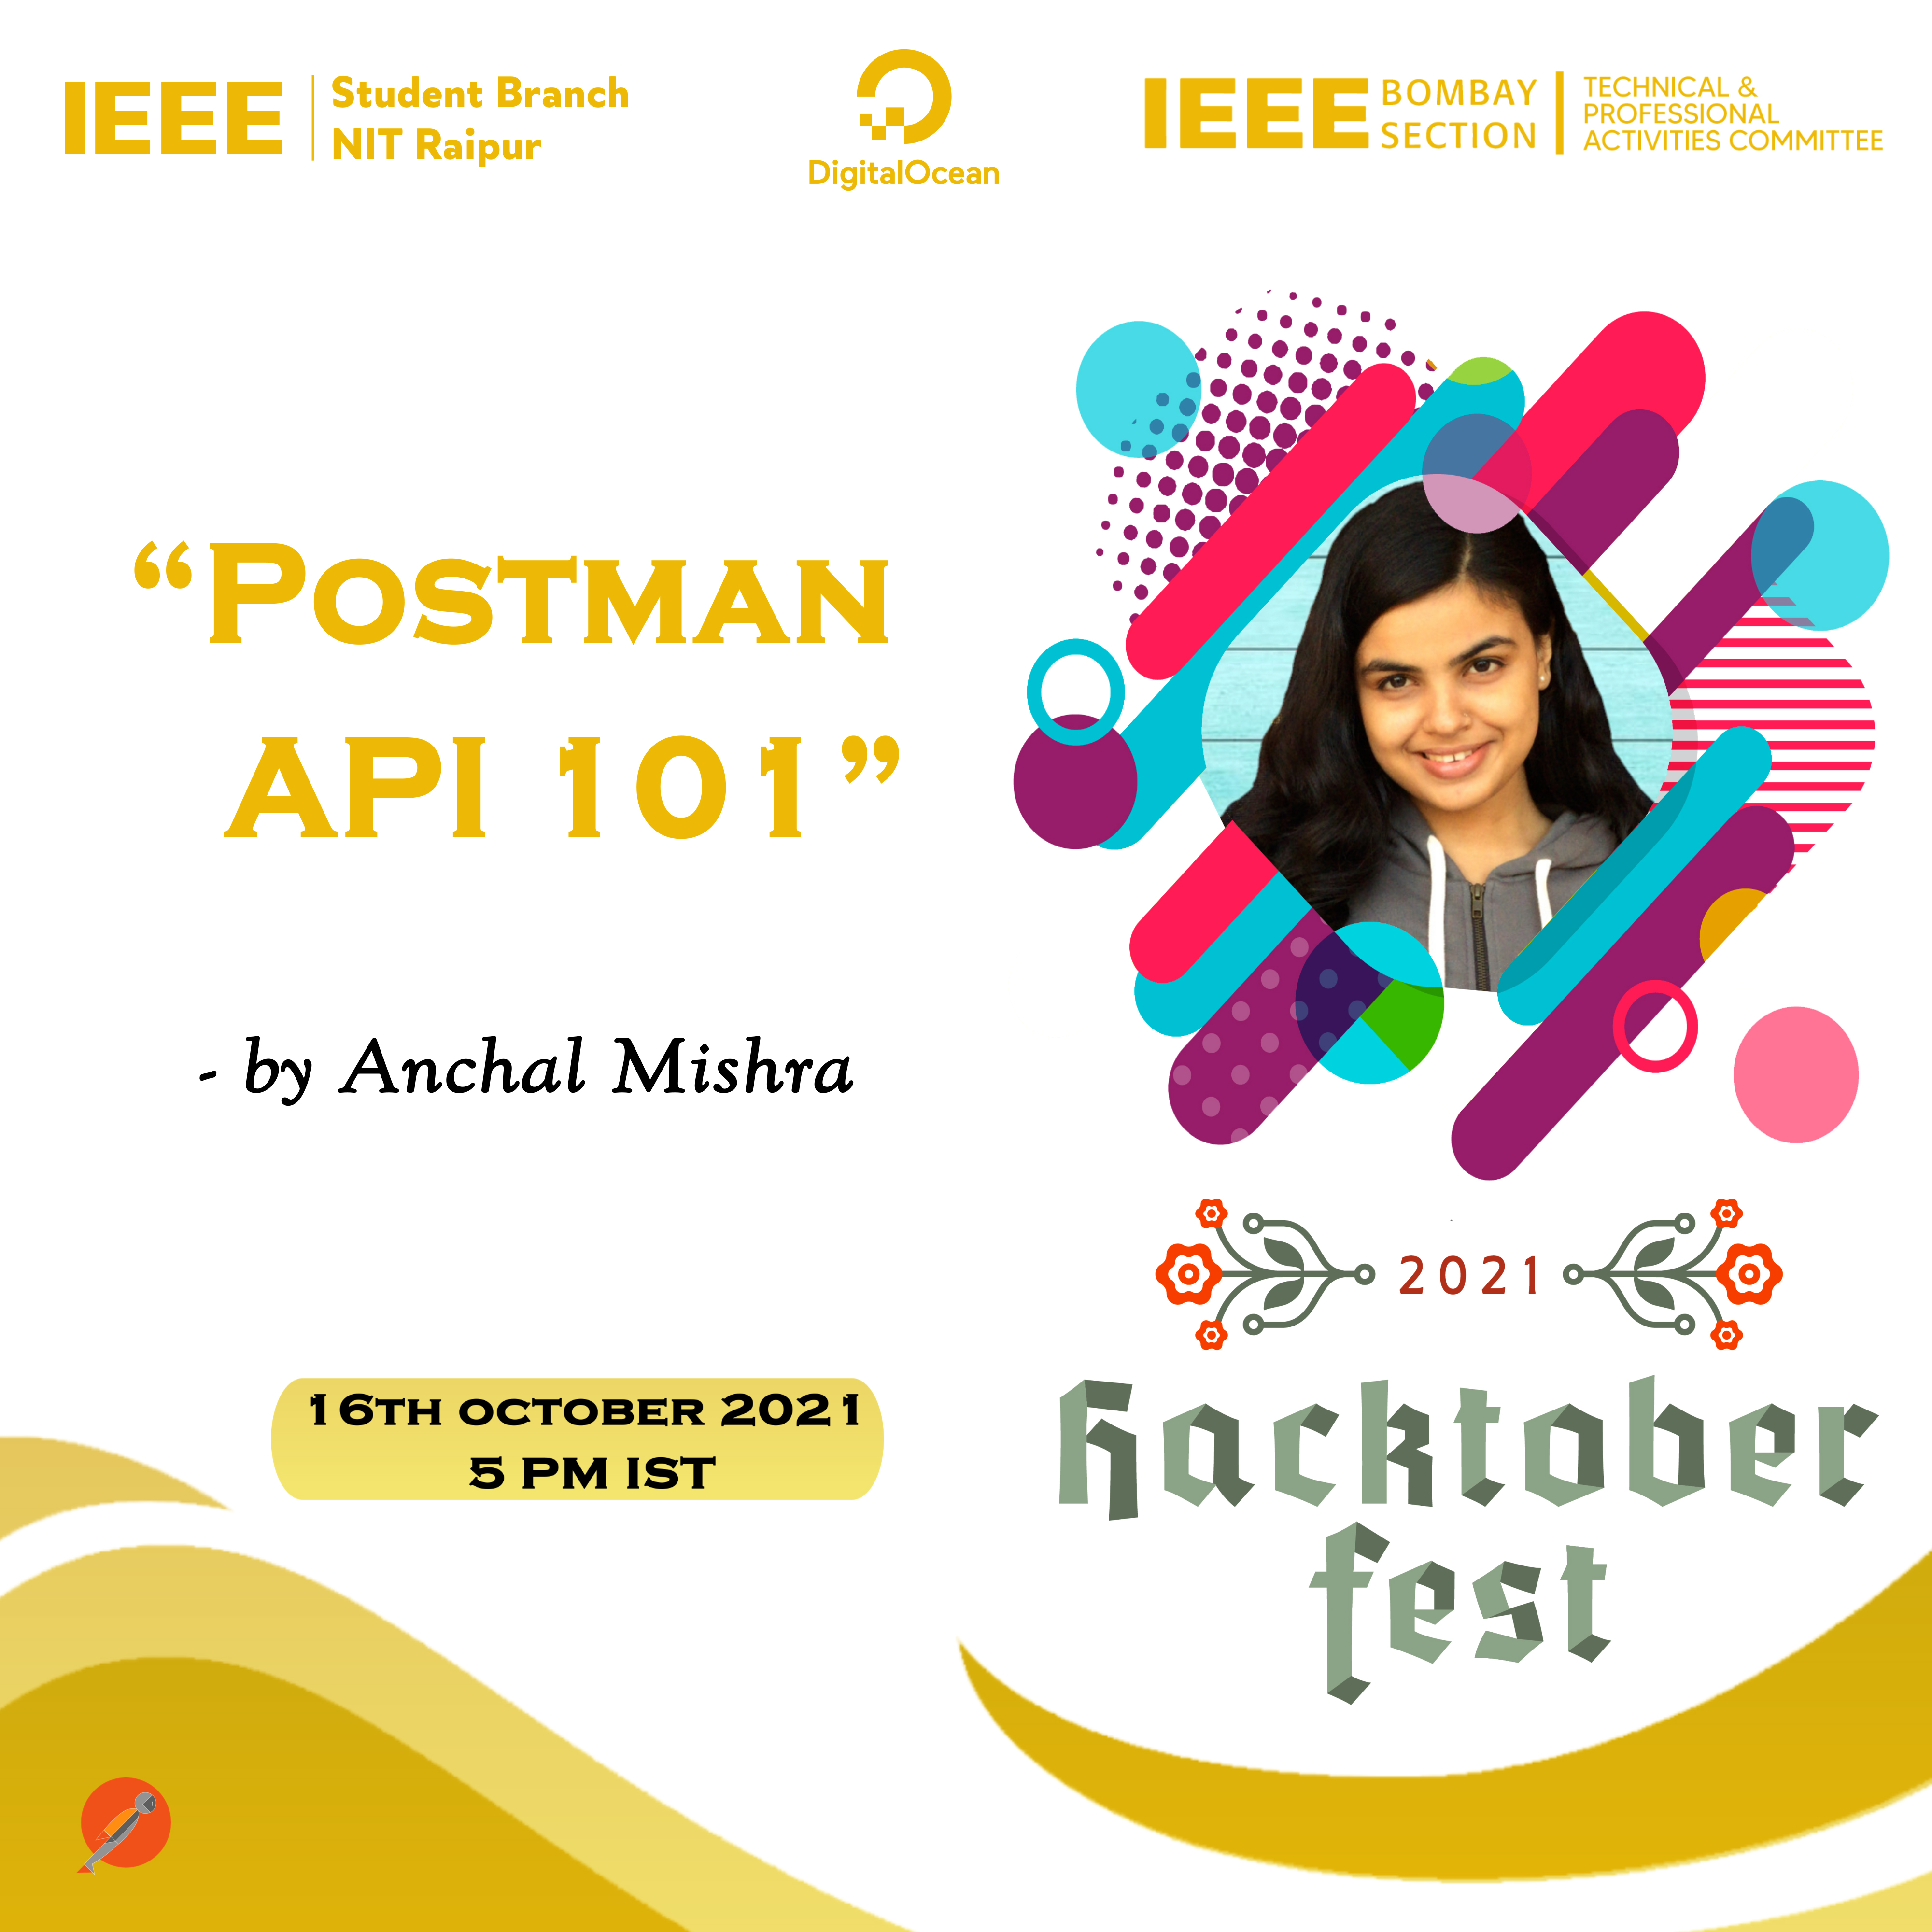 IEEE Student Branch
NIT Raipur
DigitalOcean
IEEE BOMBAY
SECTION
TECHNICAL &
PROFESSIONAL
ACTIVITIES COMMITTEE
“POSTMAN
API 101”
- by Anchal Mishra
16TH OCTOBER 2021
5 PM IST
2021
hacktober
fest